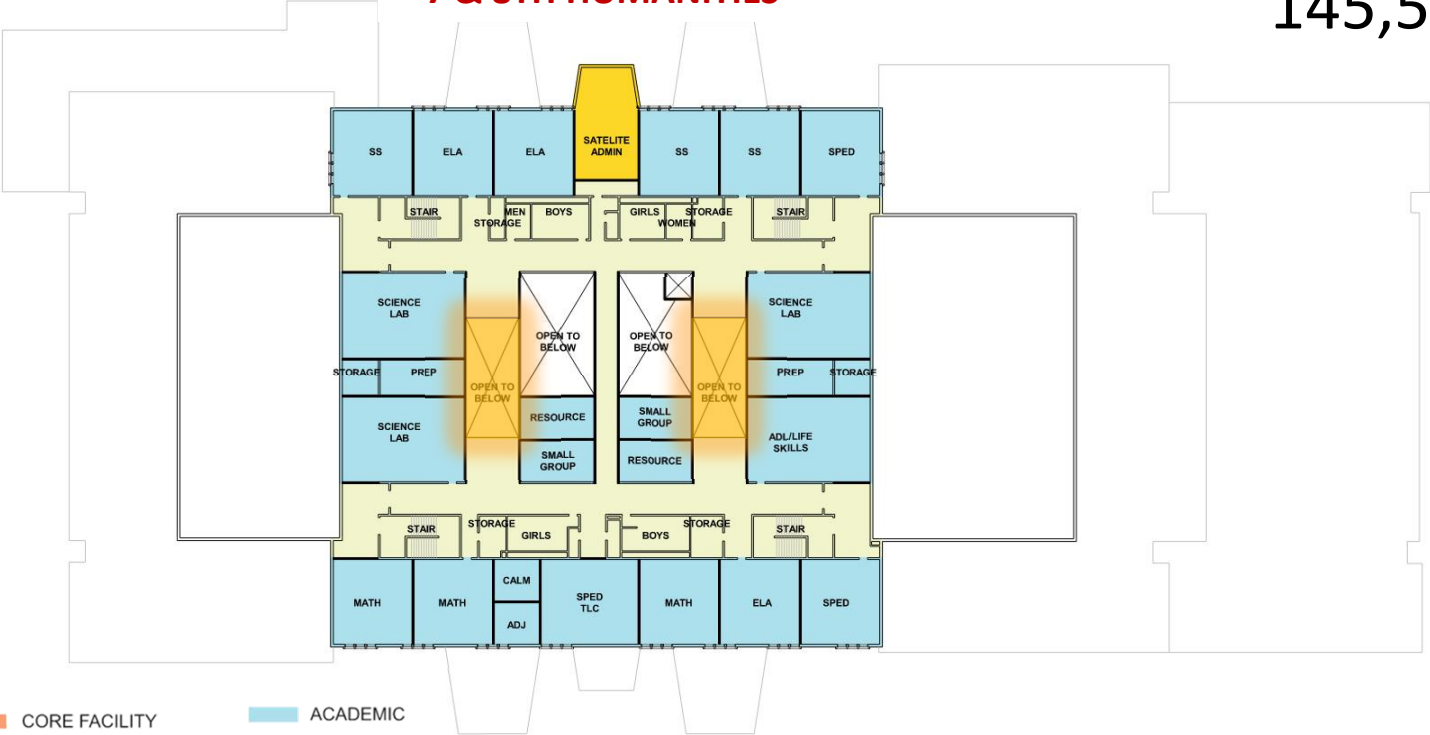 145,5
SS
ELA
ELA
SATELITE
ADMIN
SS
SS
SPED
STAIR
MEN
STORAGE
BOYS
GIRLS
WOMEN
STORAGE
STAIR
SCIENCE
LAB
OPEN TO
BELOW
OPEN TO
BELOW
SCIENCE
LAB
STORAGE
PREP
OPEN TO
BELOW
OPEN TO
BELOW
PREP
STORAGE
RESOURCE
SMALL
GROUP
SCIENCE
LAB
SMALL
GROUP
RESOURCE
ADL/LIFE
SKILLS
STAIR
STORAGE
GIRLS
BOYS
STORAGE
STAIR
MATH
MATH
CALM
ADJ
SPED
TLC
MATH
ELA
SPED
CORE FACILITY
ACADEMIC